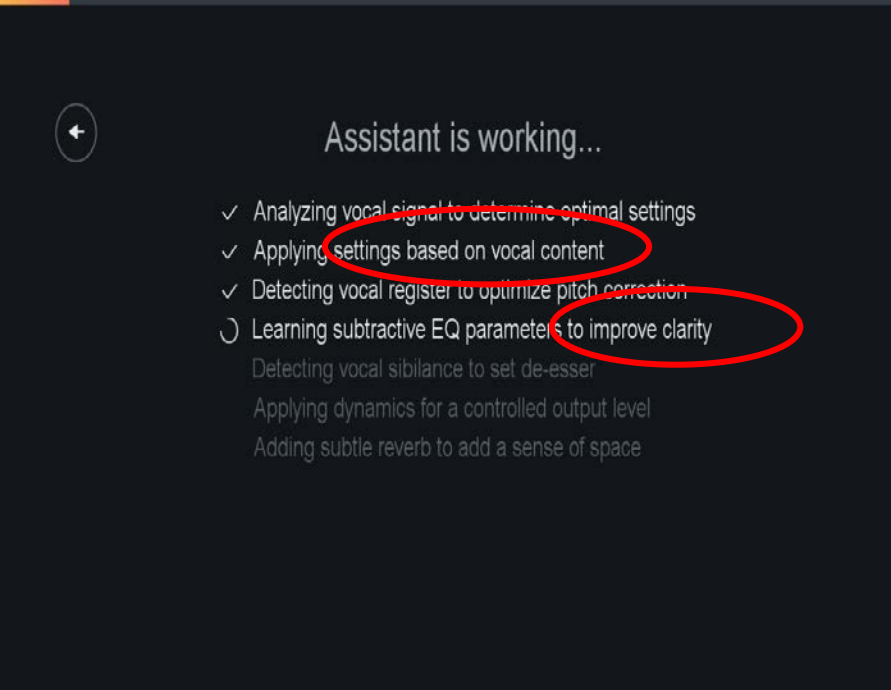 Assistant is working...
Analyzing vocal signal to determine optimal settings
Applying settings based on vocal content
Detecting vocal register to optimize pitch correction
Learning subtractive EQ parameters to improve clarity
Detecting vocal sibilance to set de-esser
Applying dynamics for a controlled output level
Adding subtle reverb to add a sense of space